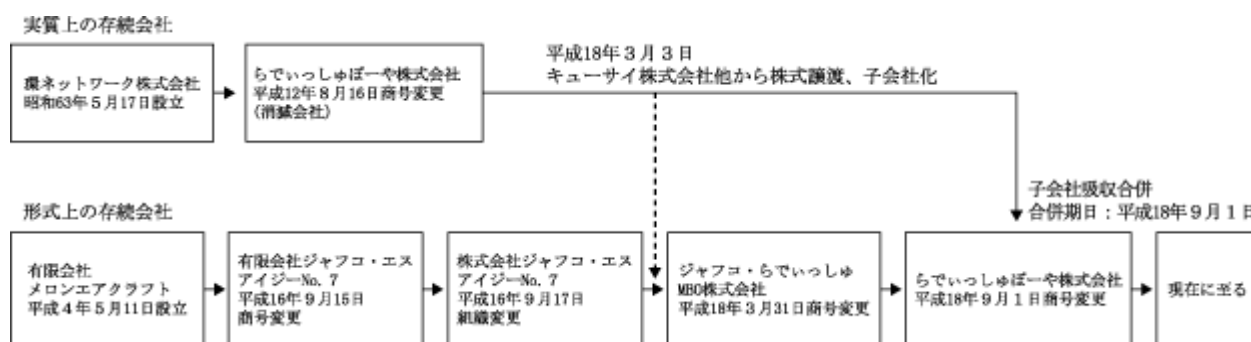 実質上の存続会社
環ネットワーク株式会社
昭和63年5月17日設立
らでぃっしゅぼーや株式会社
平成12年8月16日商号変更
(消滅会社)
平成18年3月3日
キューサイ株式会社他から株式譲渡、子会社化
子会社吸収合併
合併期日：平成18年9月1日
形式上の存続会社
有限会社
メロンエアクラフト
平成4年5月11日設立
有限会社ジャフコ・エス
アイジーNo.7
平成16年9月15日
商号変更
株式会社ジャフコ・エス
アイジーNo.7
平成16年9月17日
組織変更
ジャフコ・らでぃっしゅ
MBO株式会社
平成18年3月31日商号変更
らでぃっしゅぼーや株式会社
平成18年9月1日商号変更
現在に至る